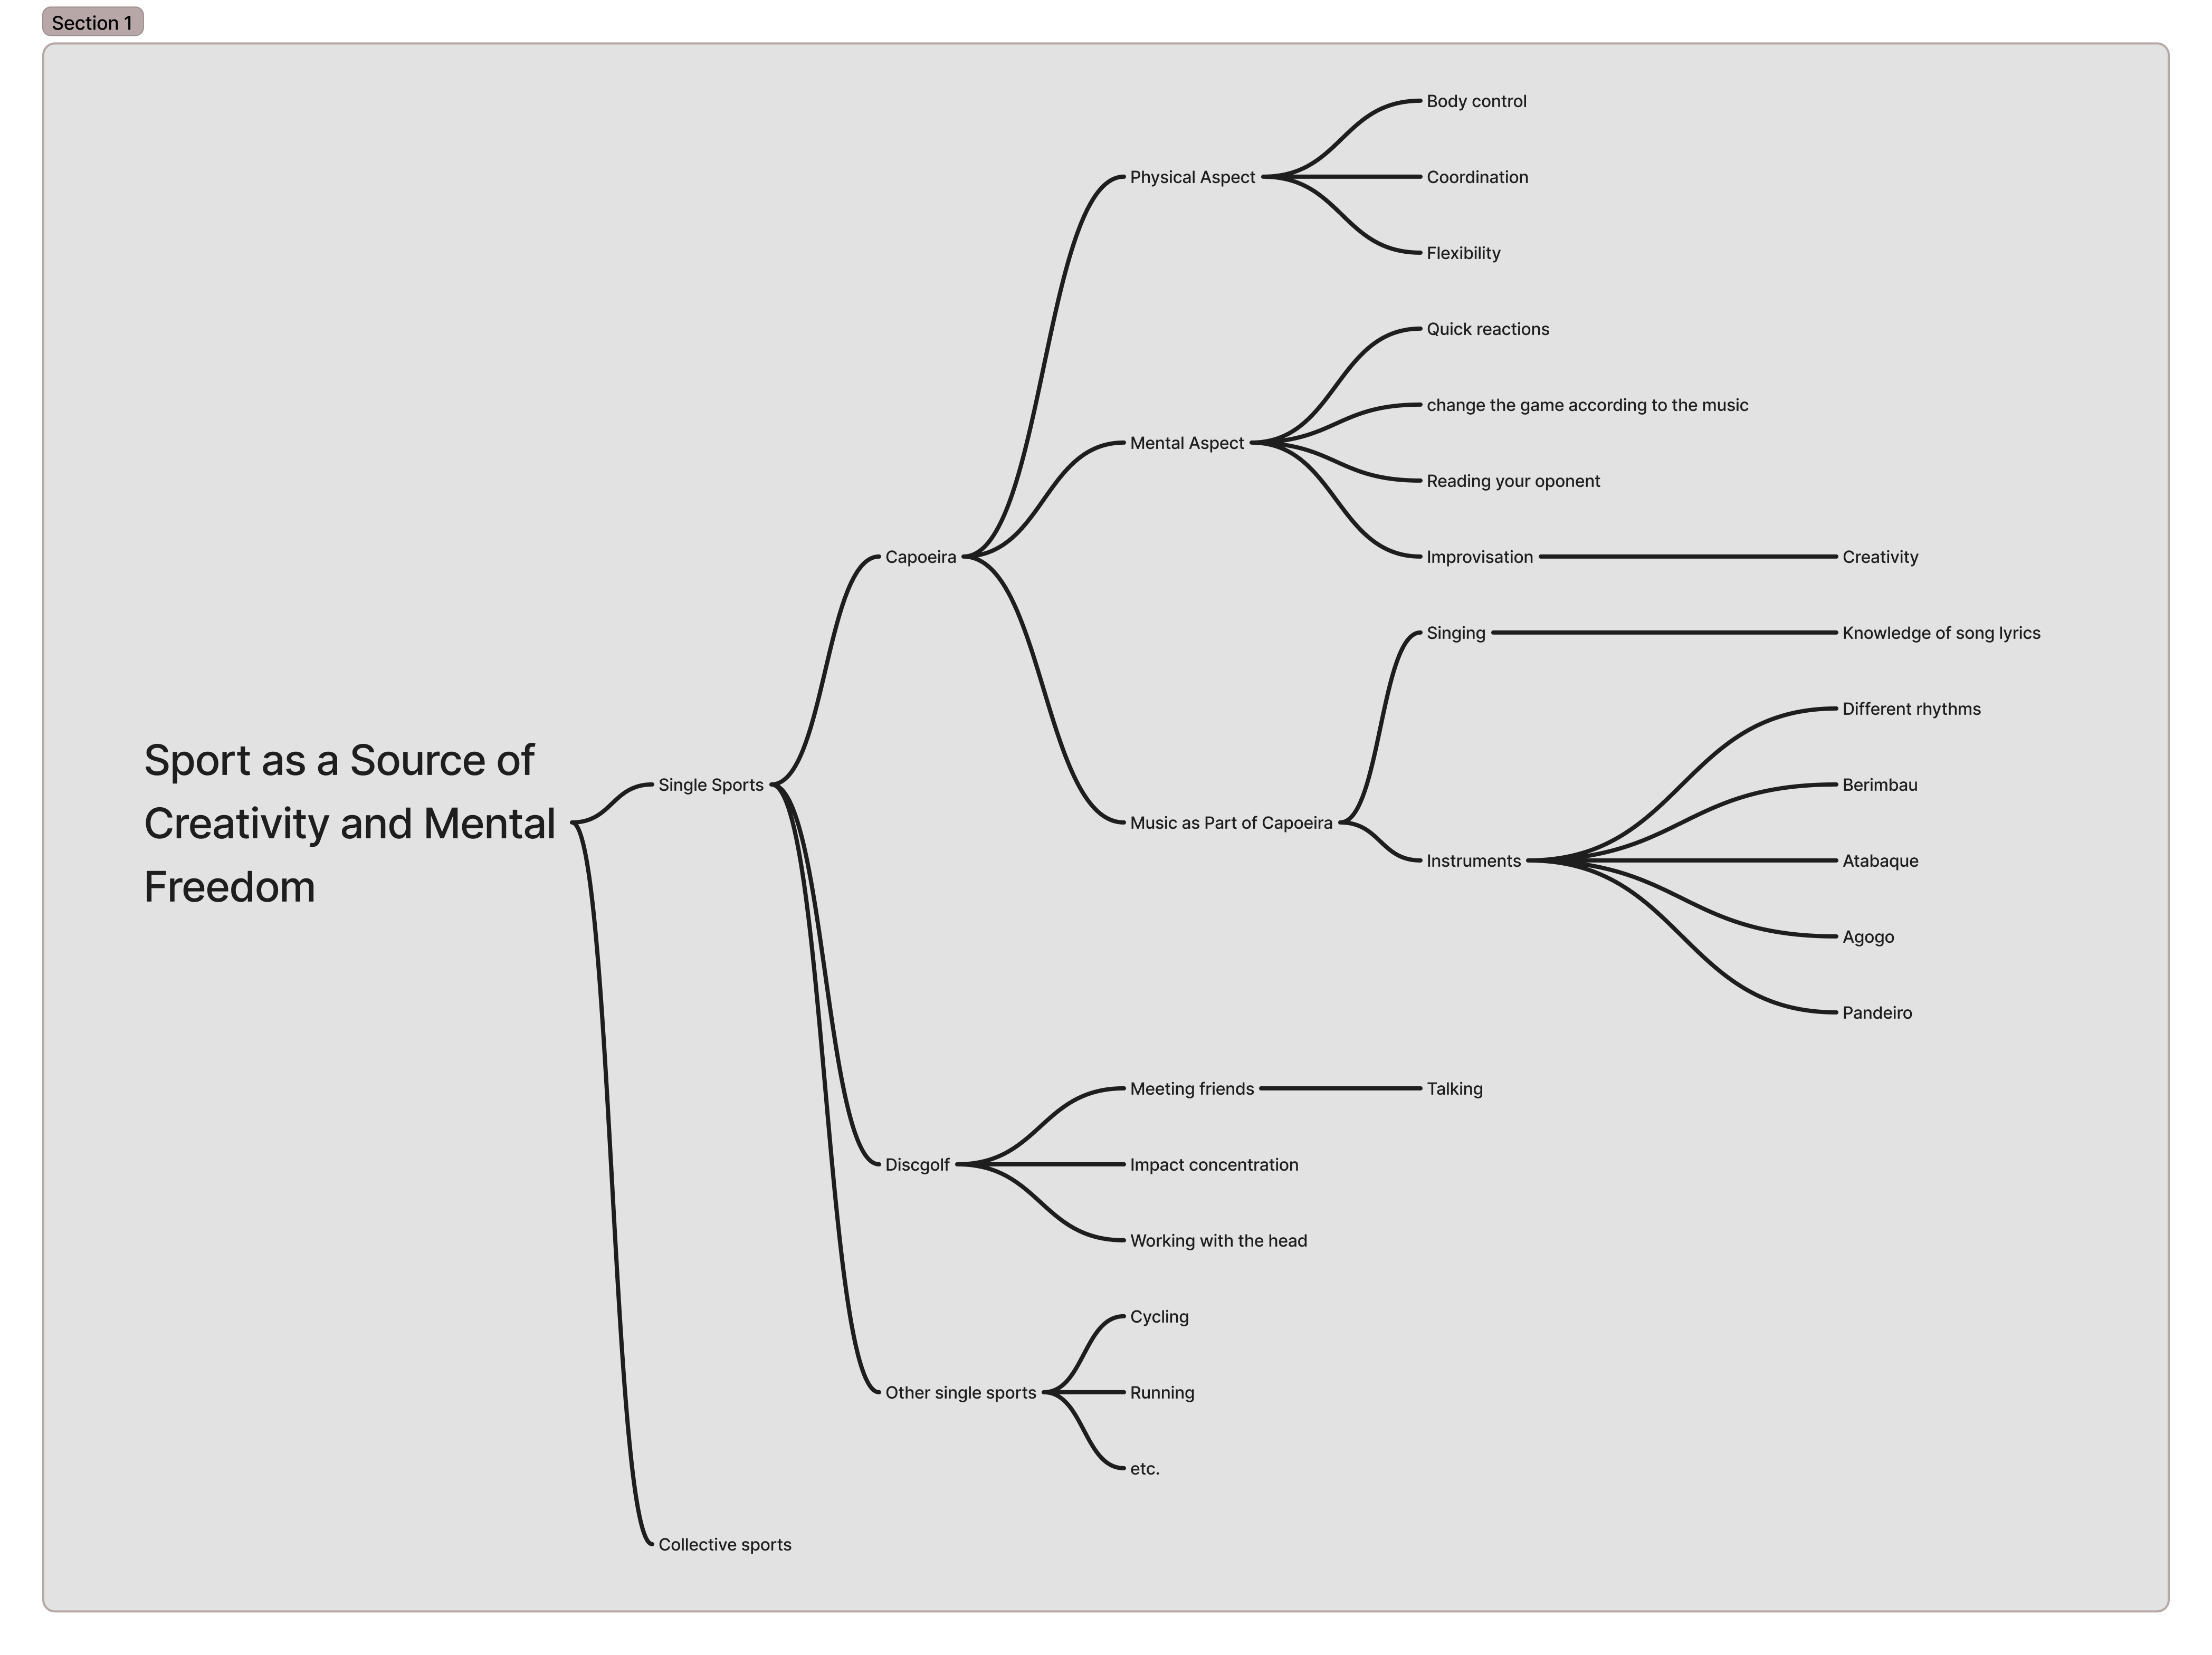 Section 1
Sport as a Source of
Creativity and Mental
Freedom
Single Sports
Capoeira
Physical Aspect
Body control
Coordination
Flexibility
Mental Aspect
Quick reactions
change the game according to the music
Reading your oponent
Improvisation
Creativity
Music as Part of Capoeira
Singing
Knowledge of song lyrics
Instruments
Different rhythms
Berimbau
Atabaque
Agogo
Pandeiro
Discgolf
Meeting friends
Talking
Impact concentration
Working with the head
Other single sports
Cycling
Running
etc.
Collective sports